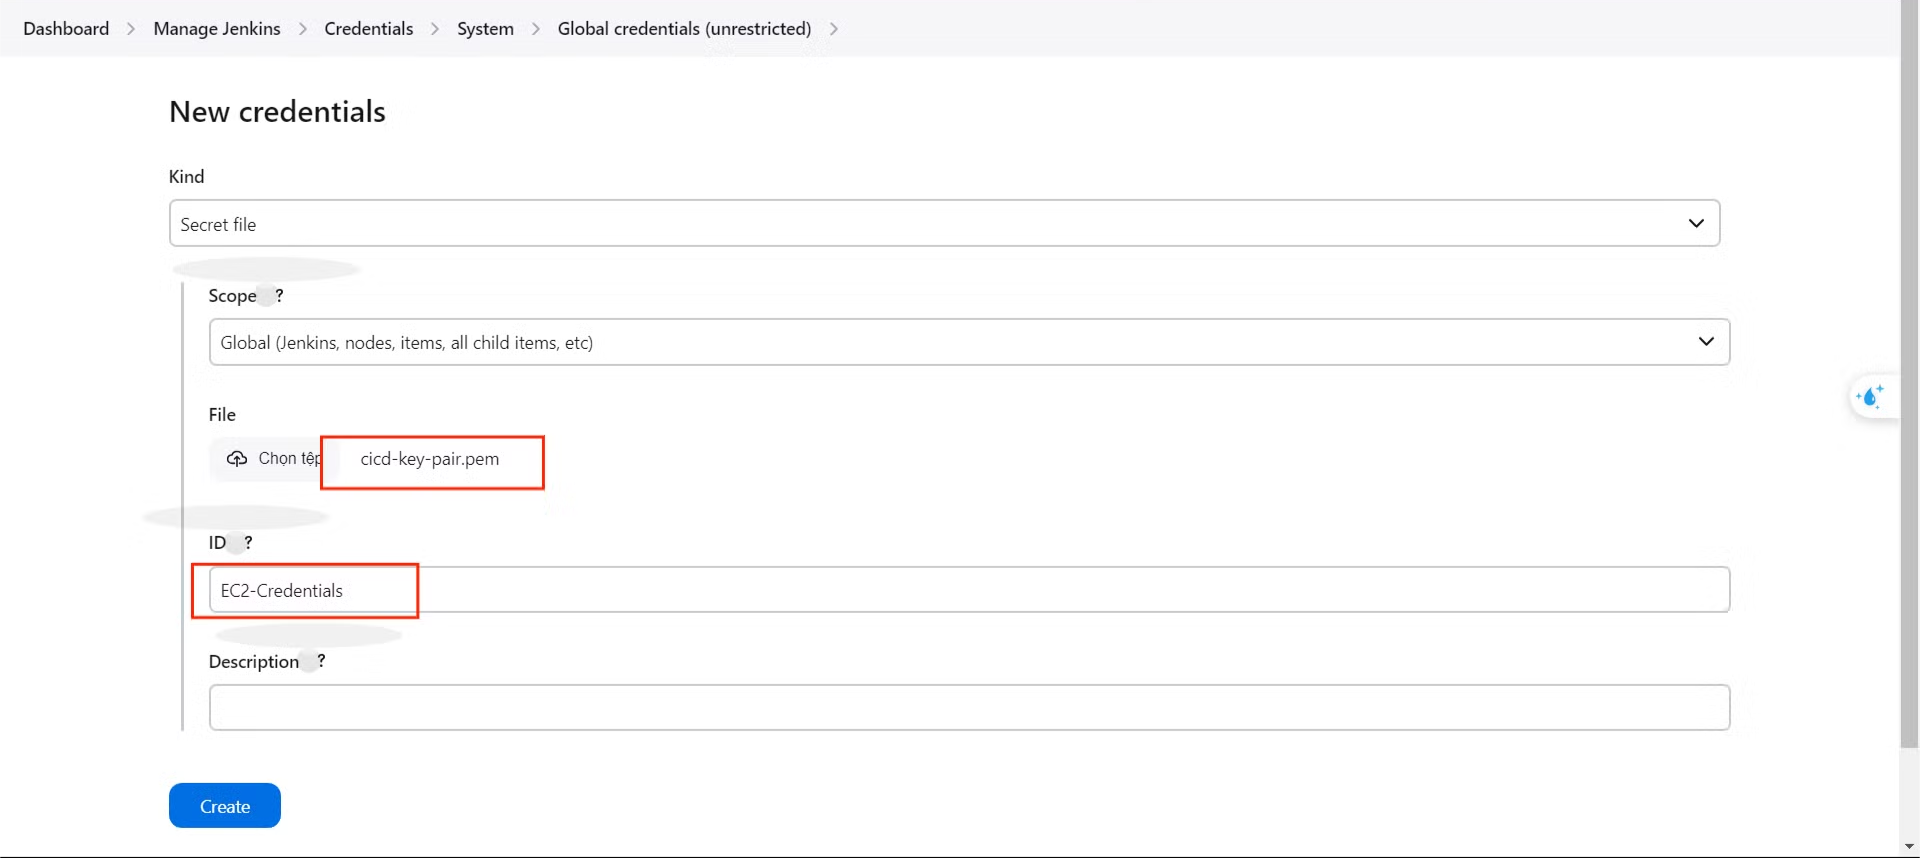 Dashboard > Manage Jenkins > Credentials > System > Global credentials (unrestricted) >
New credentials
Kind
Secret file
Scope ?
Global (Jenkins, nodes, items, all child items, etc)
File
Chọn tệp cicd-key-pair.pem
ID ?
EC2-Credentials
Description ?
Create